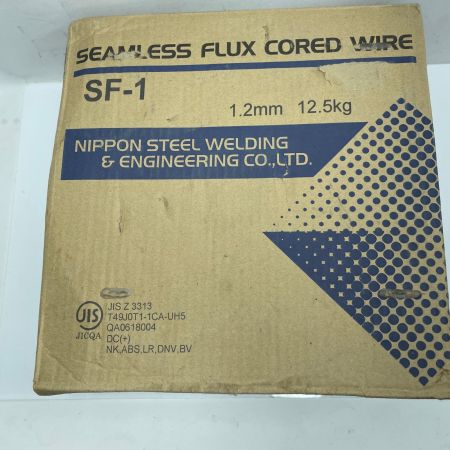 SEAMLESS FLUX CORED WIRE
SF-1
1.2mm 12.5kg
NIPPON STEEL WELDING
& ENGINEERING CO.,LTD.
JIS
JICQA
JIS Z 3313
T49J0T1-1CA-UH5
QA0618004
DC(+)
NK,ABS,LR,DNV,BV